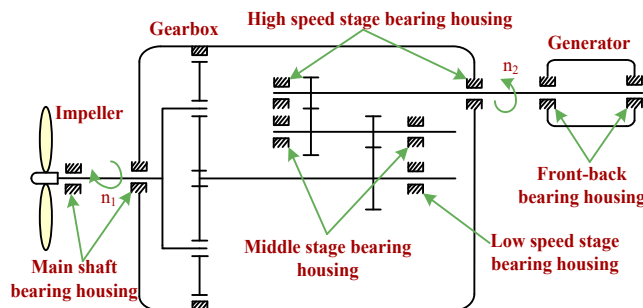 High speed stage bearing housing
Gearbox
Generator
n2
Impeller
n1
Front-back
bearing housing
Middle stage bearing
housing
Low speed stage
bearing housing
Main shaft
bearing housing